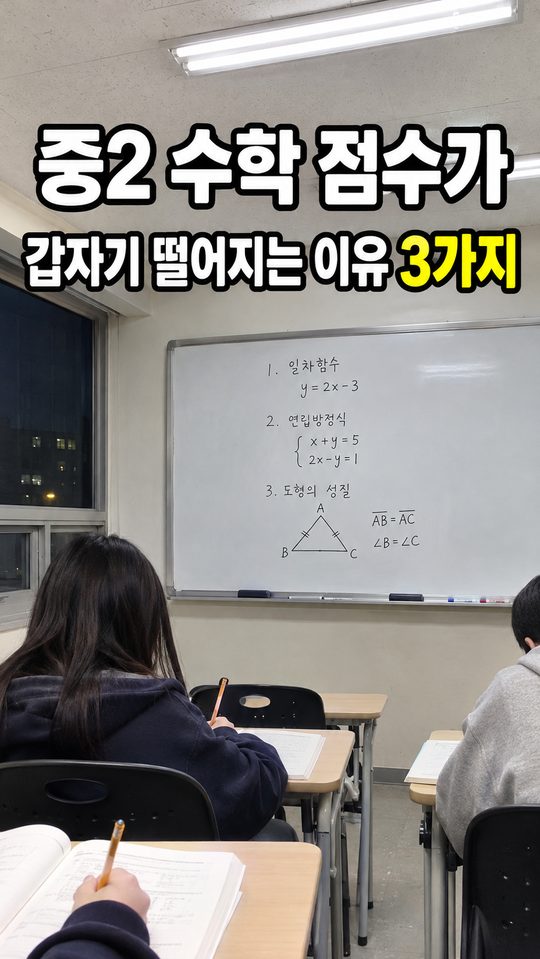 중2 수학 점수가
갑자기 떨어지는 이유 3가지
1. 일차함수
y = 2x - 3
2. 연립방정식
x + y = 5
2x - y = 1
3. 도형의 성질
A
B C
AB = AC
∠B = ∠C